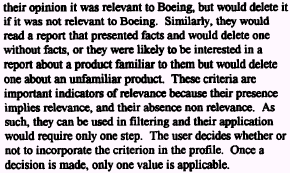 their opinion it was relevant to Boeing, but would delete it
if it was not relevant to Boeing. Similarly, they would
read a report that presented facts and would delete one
without facts, or they were likely to be interested in a
report about a product familiar to them but would delete
one about an unfamiliar product. These criteria are
important indicators of relevance because their presence
implies relevance, and their absence non relevance. As
such, they can be used in filtering and their application
would require only one step. The user decides whether or
not to incorporate the criterion in the profile. Once a
decision is made, only one value is applicable.